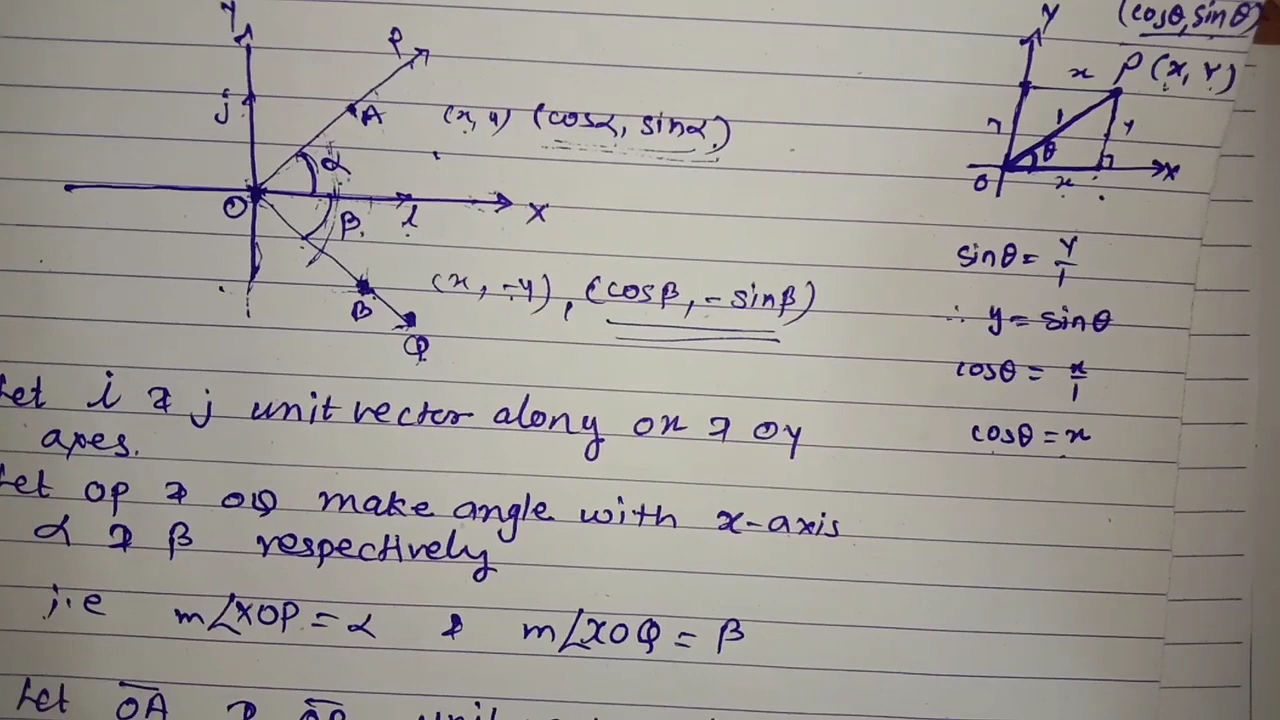 Y
P
j
A
(x, y) (cosα, sinα)
α
O
β
i
X
B
(x, -y), (cosβ, -sinβ)
Q
(cosθ, sinθ)
Y
x
P (x, Y)
1
y
θ
O
x
X
sinθ = Y/1
∴ y = sinθ
cosθ = x/1
cosθ = x
Let i & j unit vector along ox & oy
axes.
Let OP & OQ make angle with x-axis
α & β respectively
i.e m∠XOP = α & m∠XOQ = β
Let OA &